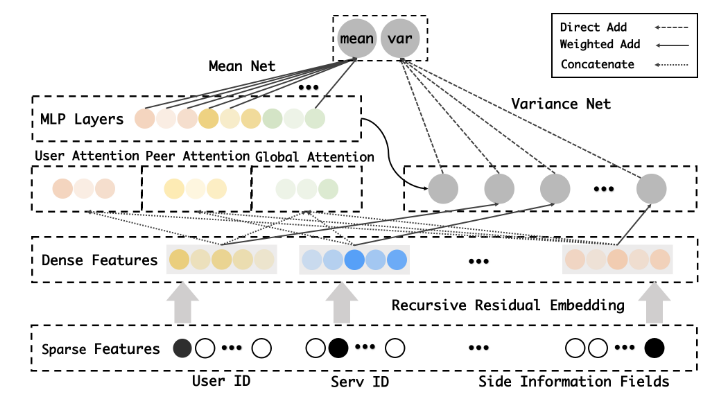 mean var
Direct Add
Weighted Add
Concatenate
Mean Net
Variance Net
MLP Layers
User Attention Peer Attention Global Attention
Dense Features
Recursive Residual Embedding
Sparse Features
User ID Serv ID Side Information Fields